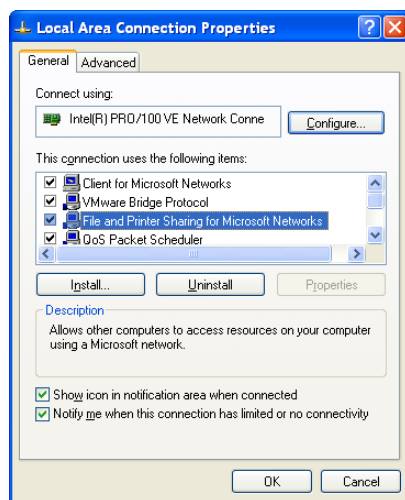 Local Area Connection Properties
General Advanced
Connect using:
Intel(R) PRO/100 VE Network Conne
Configure...
This connection uses the following items:
Client for Microsoft Networks
VMware Bridge Protocol
File and Printer Sharing for Microsoft Networks
QoS Packet Scheduler
Install... Uninstall Properties
Description
Allows other computers to access resources on your computer
using a Microsoft network.
Show icon in notification area when connected
Notify me when this connection has limited or no connectivity
OK Cancel